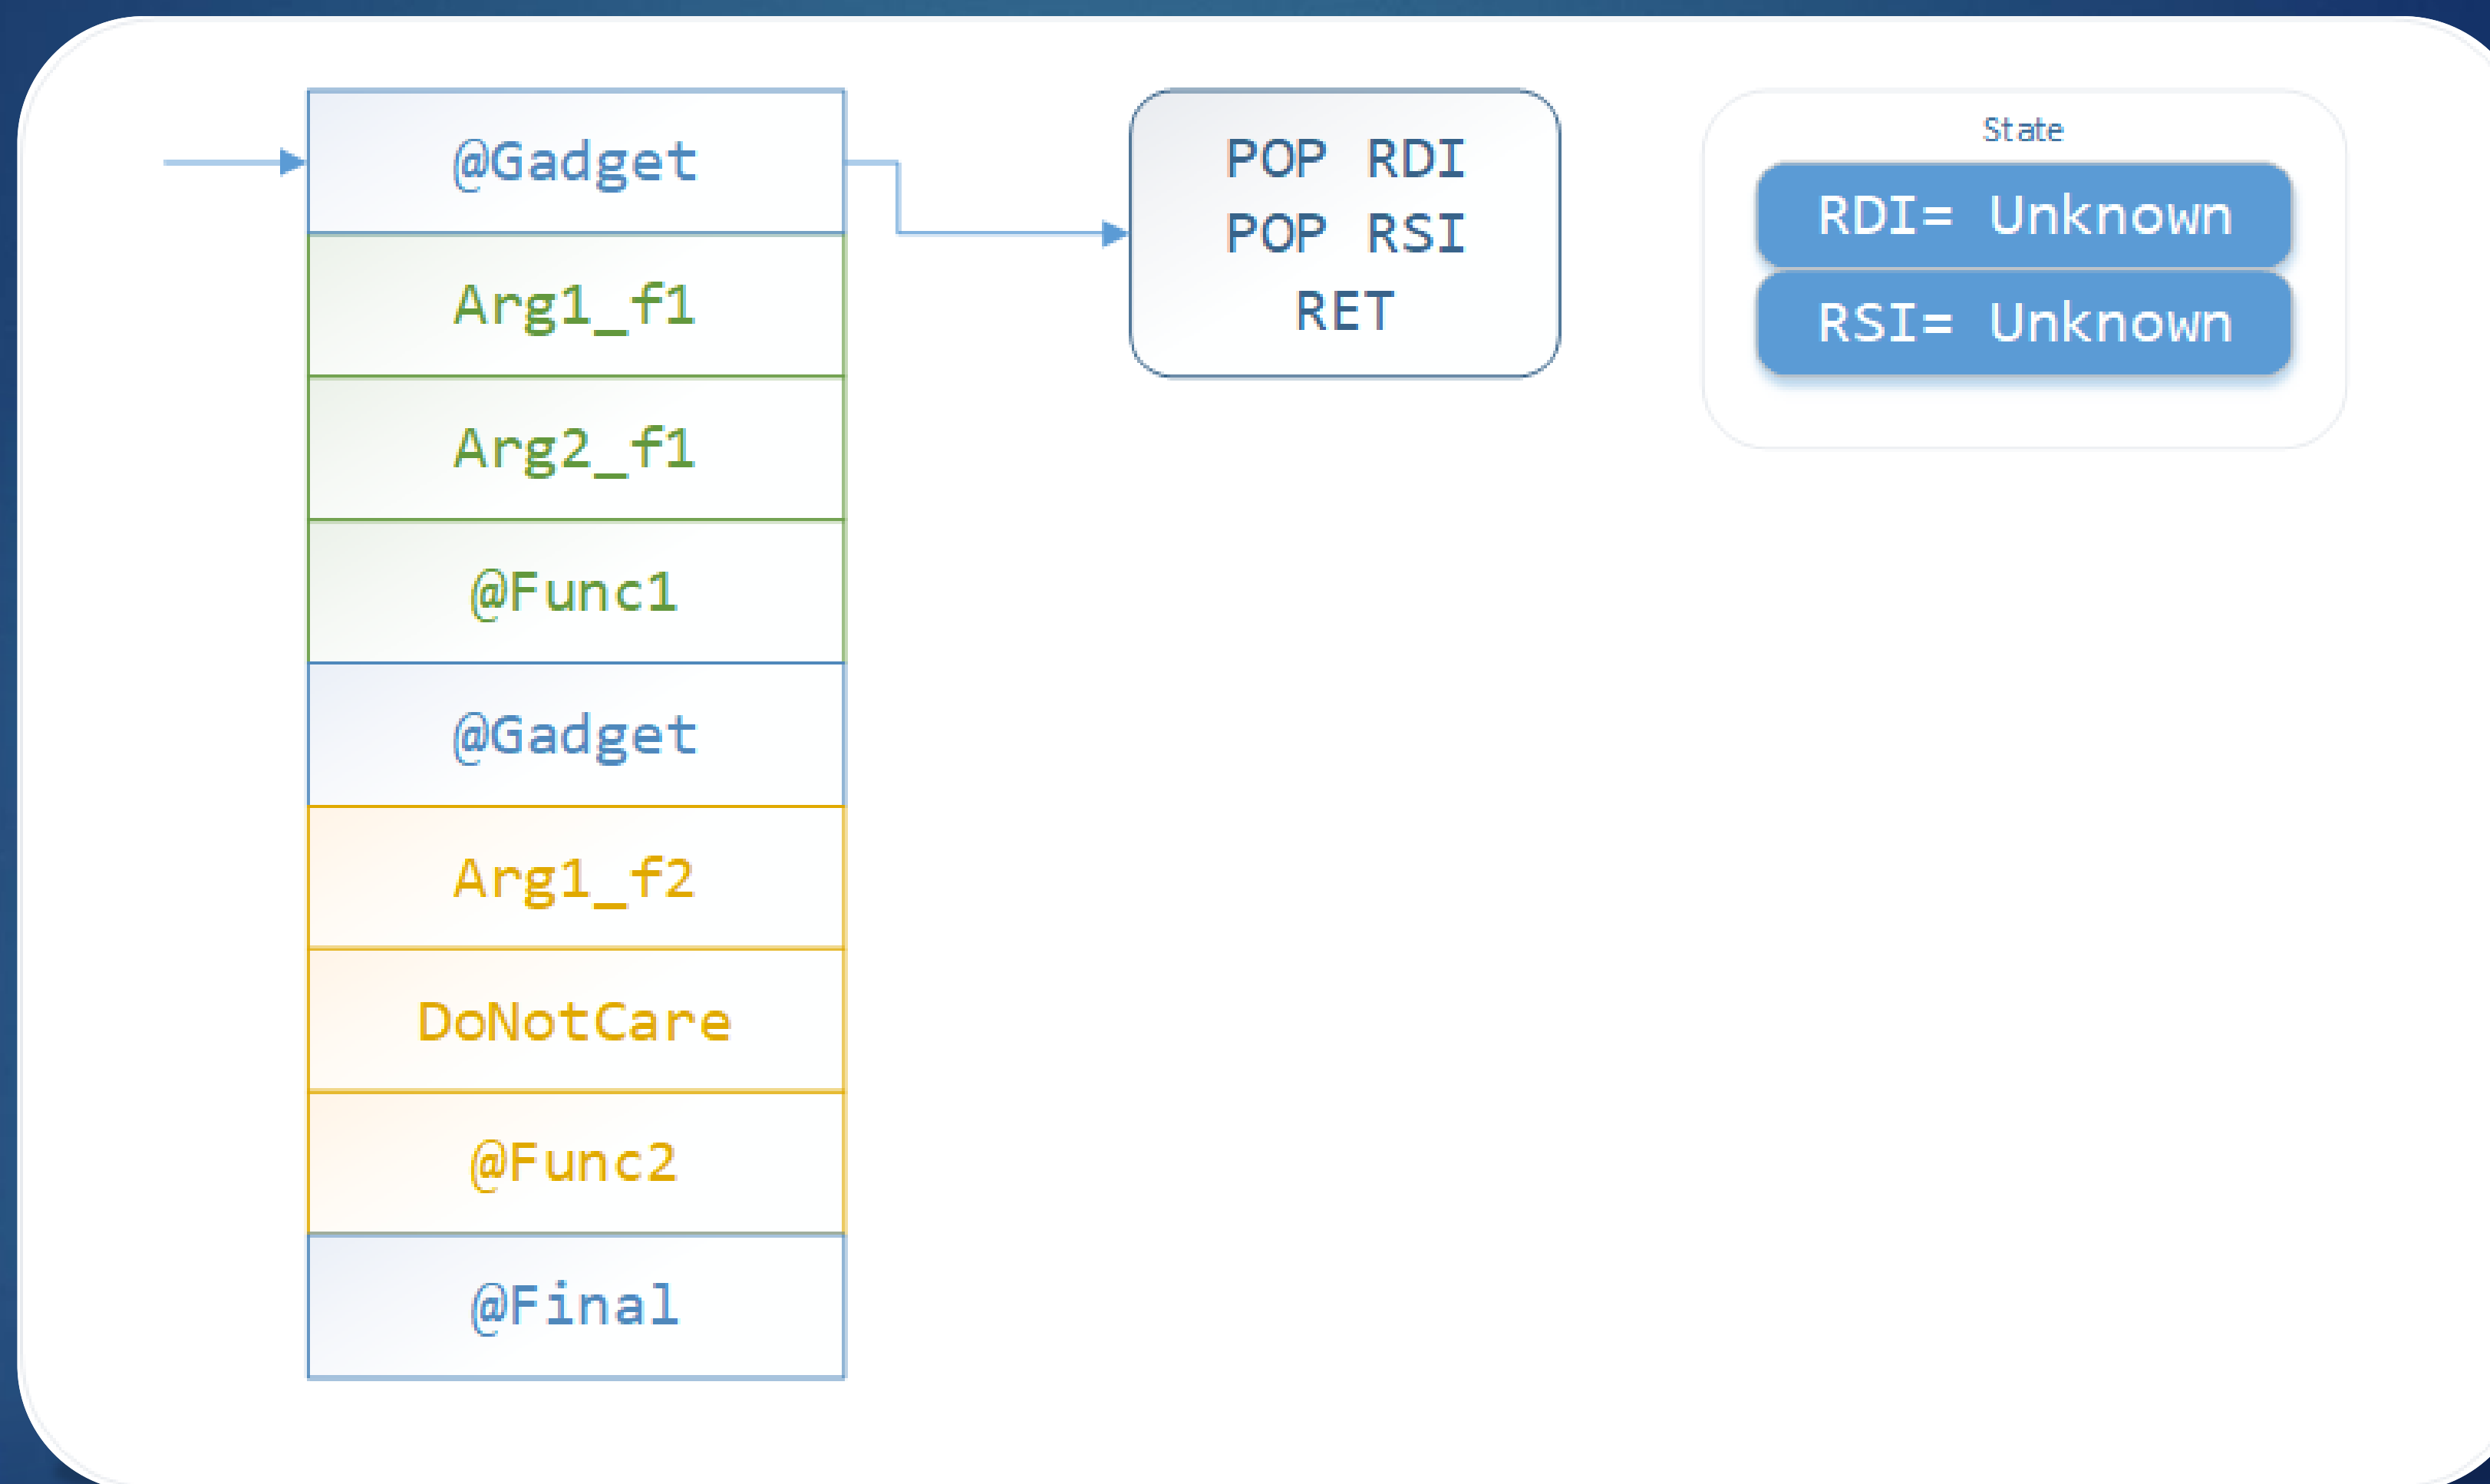 @Gadget
Arg1_f1
Arg2_f1
@Func1
@Gadget
Arg1_f2
DoNotCare
@Func2
@Final
POP RDI
POP RSI
RET
State
RDI= Unknown
RSI= Unknown